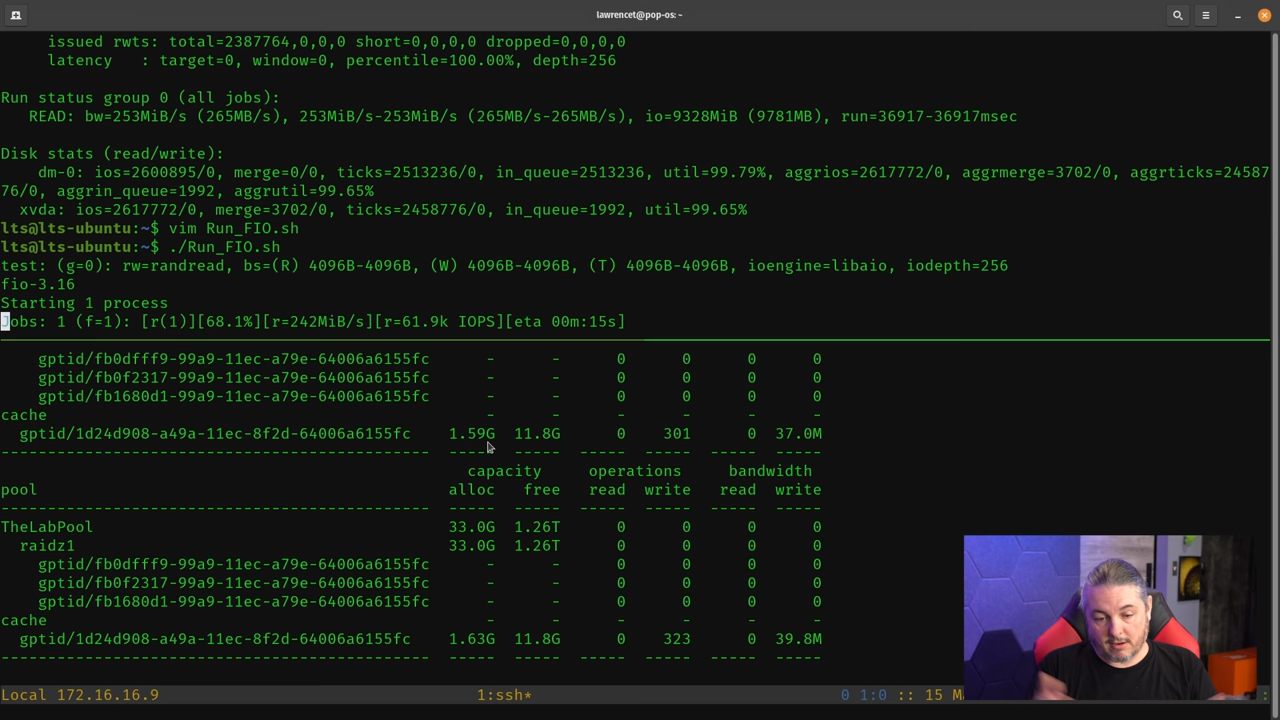 lawrencet@pop-os: ~
issued rwts: total=2387764,0,0,0 short=0,0,0,0 dropped=0,0,0,0
latency   : target=0, window=0, percentile=100.00%, depth=256
Run status group 0 (all jobs):
READ: bw=253MiB/s (265MB/s), 253MiB/s-253MiB/s (265MB/s-265MB/s), io=9328MiB (9781MB), run=36917-36917msec
Disk stats (read/write):
dm-0: ios=2600895/0, merge=0/0, ticks=2513236/0, in_queue=2513236, util=99.79%, aggrios=2617772/0, aggrmerge=3702/0, aggrticks=24587
76/0, aggrin_queue=1992, aggrutil=99.65%
xvda: ios=2617772/0, merge=3702/0, ticks=2458776/0, in_queue=1992, util=99.65%
lts@lts-ubuntu:~$ vim Run_FIO.sh
lts@lts-ubuntu:~$ ./Run_FIO.sh
test: (g=0): rw=randread, bs=(R) 4096B-4096B, (W) 4096B-4096B, (T) 4096B-4096B, ioengine=libaio, iodepth=256
fio-3.16
Starting 1 process
Jobs: 1 (f=1): [r(1)][68.1%][r=242MiB/s][r=61.9k IOPS][eta 00m:15s]
gptid/fb0dfff9-99a9-11ec-a79e-64006a6155fc - - 0 0 0 0
gptid/fb0f2317-99a9-11ec-a79e-64006a6155fc - - 0 0 0 0
gptid/fb1680d1-99a9-11ec-a79e-64006a6155fc - - 0 0 0 0
cache - - - - - -
gptid/1d24d908-a49a-11ec-8f2d-64006a6155fc 1.59G 11.8G 0 301 0 37.0M
----------------------------------------- ----- ----- ----- ----- ----- -----
capacity operations bandwidth
pool alloc free read write read write
----------------------------------------- ----- ----- ----- ----- ----- -----
TheLabPool 33.0G 1.26T 0 0 0 0
raidz1 33.0G 1.26T 0 0 0 0
gptid/fb0dfff9-99a9-11ec-a79e-64006a6155fc - - 0 0 0 0
gptid/fb0f2317-99a9-11ec-a79e-64006a6155fc - - 0 0 0 0
gptid/fb1680d1-99a9-11ec-a79e-64006a6155fc - - 0 0 0 0
cache - - - - - -
gptid/1d24d908-a49a-11ec-8f2d-64006a6155fc 1.63G 11.8G 0 323 0 39.8M
----------------------------------------- ----- ----- ----- ----- ----- -----
Local 172.16.16.9 1:ssh* 0 1:0 :: 15